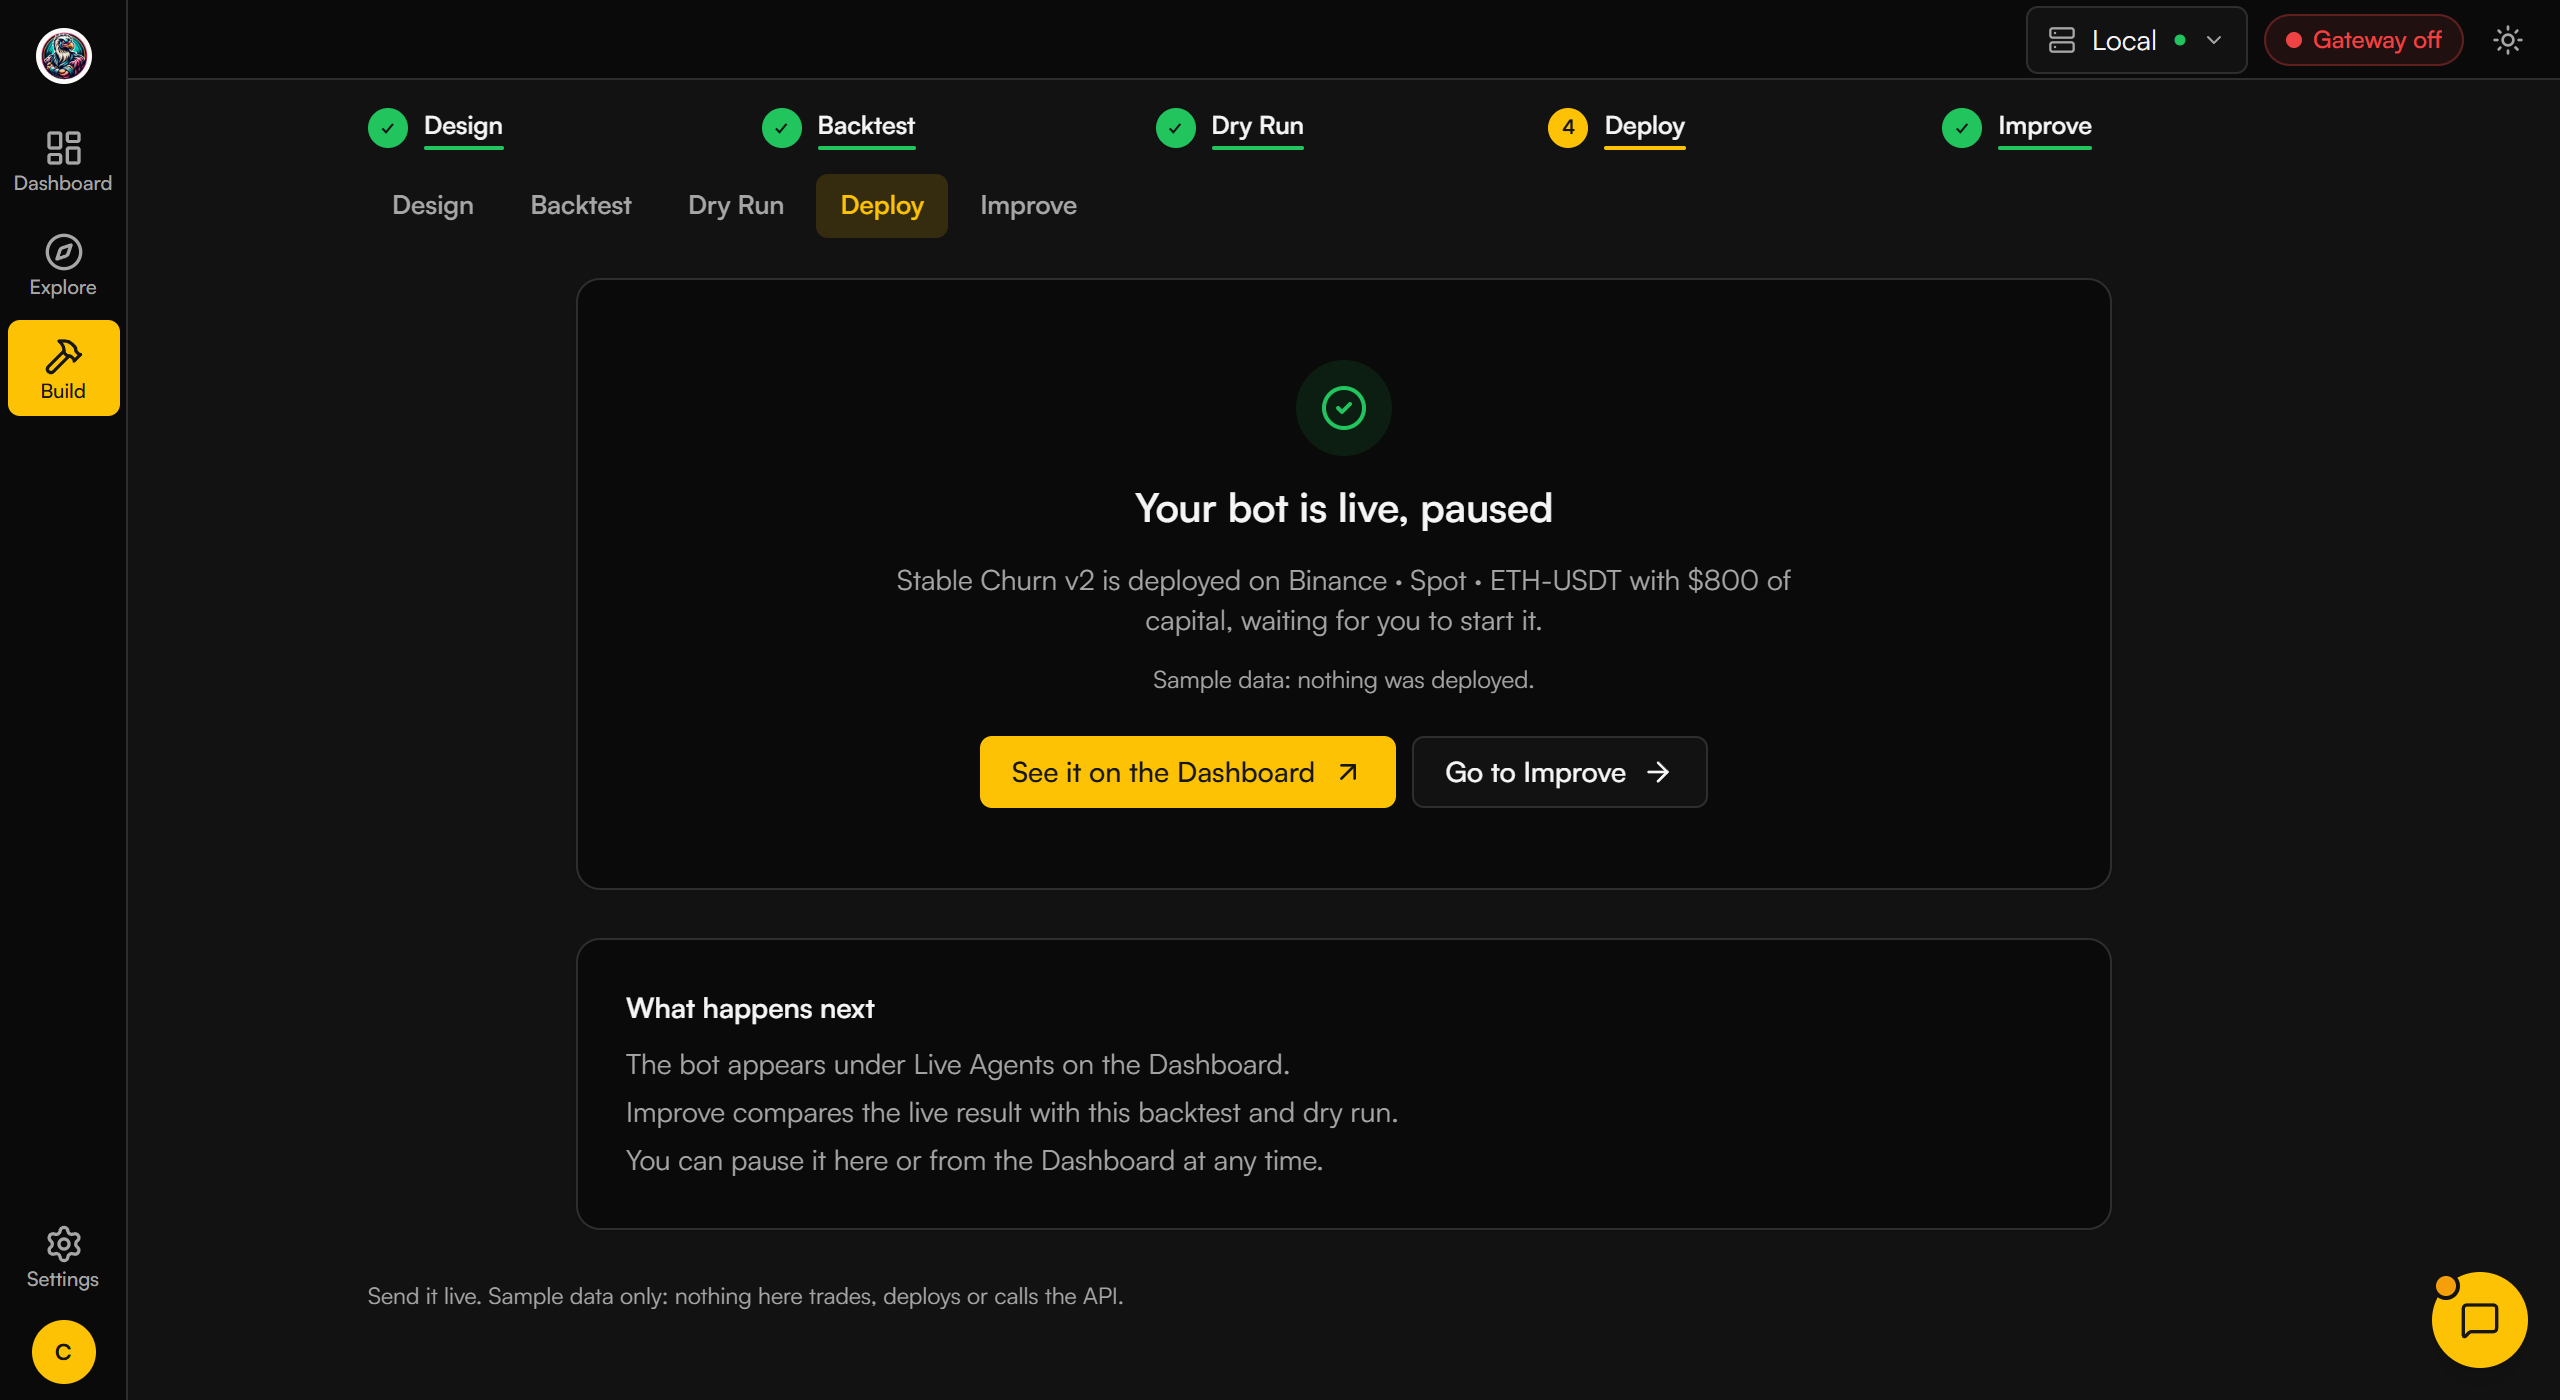 Local
Gateway off
Design
Backtest
Dry Run
4
Deploy
Improve
Dashboard
Explore
Build
Design
Backtest
Dry Run
Deploy
Improve
Your bot is live, paused
Stable Churn v2 is deployed on Binance • Spot • ETH-USDT with $800 of
capital, waiting for you to start it.
Sample data: nothing was deployed.
See it on the Dashboard
Go to Improve
What happens next
The bot appears under Live Agents on the Dashboard.
Improve compares the live result with this backtest and dry run.
You can pause it here or from the Dashboard at any time.
Send it live. Sample data only: nothing here trades, deploys or calls the API.
Settings
C